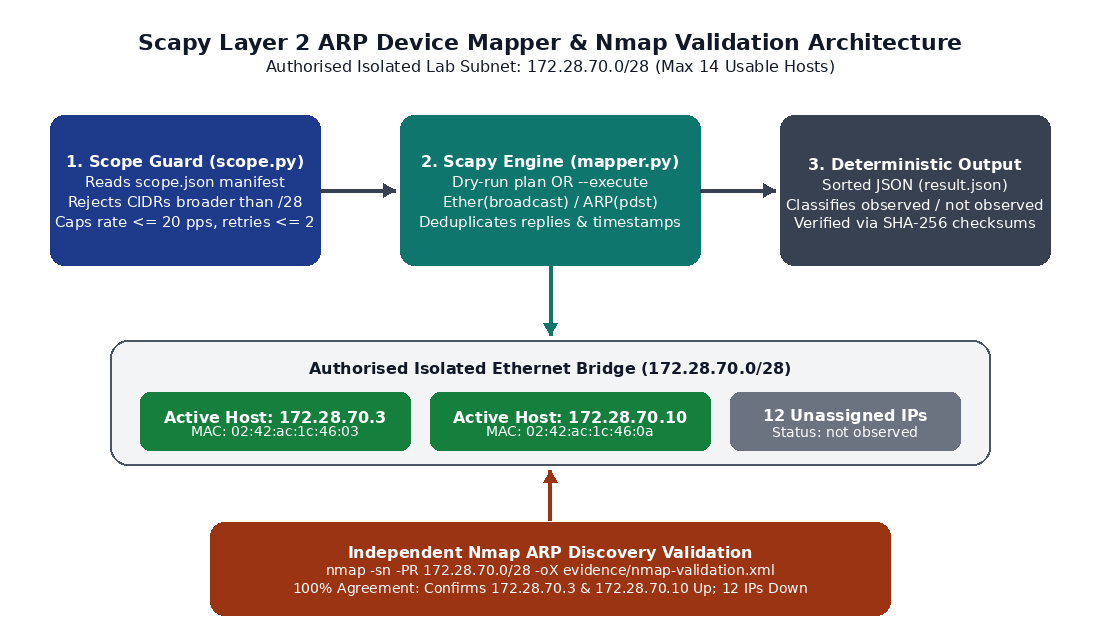 Scapy Layer 2 ARP Device Mapper & Nmap Validation Architecture
Authorised Isolated Lab Subnet: 172.28.70.0/28 (Max 14 Usable Hosts)
1. Scope Guard (scope.py)
Reads scope.json manifest
Rejects CIDRs broader than /28
Caps rate <= 20 pps, retries <= 2
2. Scapy Engine (mapper.py)
Dry-run plan OR --execute
Ether(broadcast) / ARP(pdst)
Deduplicates replies & timestamps
3. Deterministic Output
Sorted JSON (result.json)
Classifies observed / not observed
Verified via SHA-256 checksums
Authorised Isolated Ethernet Bridge (172.28.70.0/28)
Active Host: 172.28.70.3
MAC: 02:42:ac:1c:46:03
Active Host: 172.28.70.10
MAC: 02:42:ac:1c:46:0a
12 Unassigned IPs
Status: not observed
Independent Nmap ARP Discovery Validation
nmap -sn -PR 172.28.70.0/28 -oX evidence/nmap-validation.xml
100% Agreement: Confirms 172.28.70.3 & 172.28.70.10 Up; 12 IPs Down